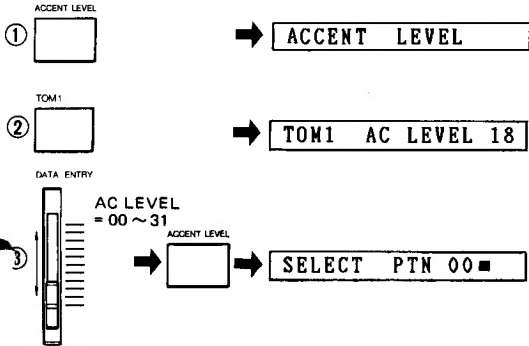 ACCENT LEVEL
① ACCENT LEVEL
TOM1
② TOM1 AC LEVEL 18
DATA ENTRY
AC LEVEL
= 00~31
ACCENT LEVEL
③ SELECT PTN 00■